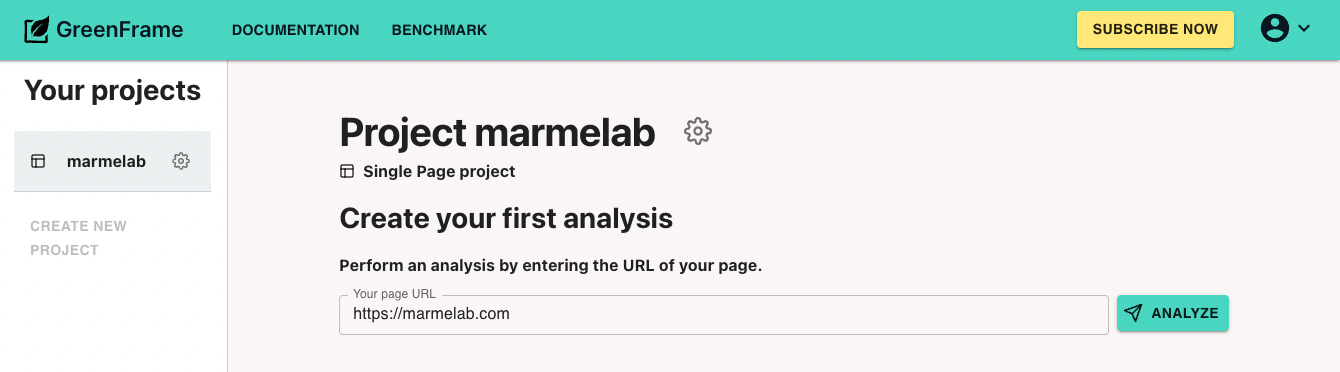 GreenFrame
DOCUMENTATION
BENCHMARK
SUBSCRIBE NOW
Your projects
marmelab
CREATE NEW
PROJECT
Project marmelab
Single Page project
Create your first analysis
Perform an analysis by entering the URL of your page.
Your page URL
https://marmelab.com
ANALYZE